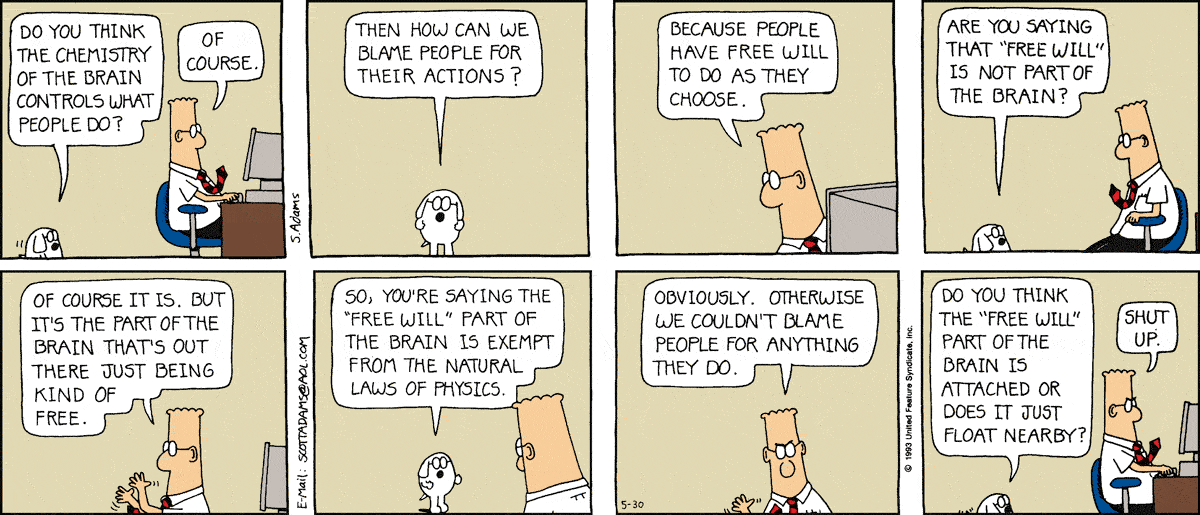 DO YOU THINK
THE CHEMISTRY
OF THE BRAIN
CONTROLS WHAT
PEOPLE DO?
OF
COURSE.
S.Adams
THEN HOW CAN WE
BLAME PEOPLE FOR
THEIR ACTIONS?
BECAUSE PEOPLE
HAVE FREE WILL
TO DO AS THEY
CHOOSE.
ARE YOU SAYING
THAT "FREE WILL"
IS NOT PART OF
THE BRAIN?
OF COURSE IT IS. BUT
IT'S THE PART OF THE
BRAIN THAT'S OUT
THERE JUST BEING
KIND OF
FREE.
E-Mail: SCOTTADAMS@AOL.COM
SO, YOU'RE SAYING THE
"FREE WILL" PART OF
THE BRAIN IS EXEMPT
FROM THE NATURAL
LAWS OF PHYSICS.
OBVIOUSLY. OTHERWISE
WE COULDN'T BLAME
PEOPLE FOR ANYTHING
THEY DO.
5-30
© 1993 United Feature Syndicate, Inc.
DO YOU THINK
THE "FREE WILL"
PART OF THE
BRAIN IS
ATTACHED OR
DOES IT JUST
FLOAT NEARBY?
SHUT
UP.